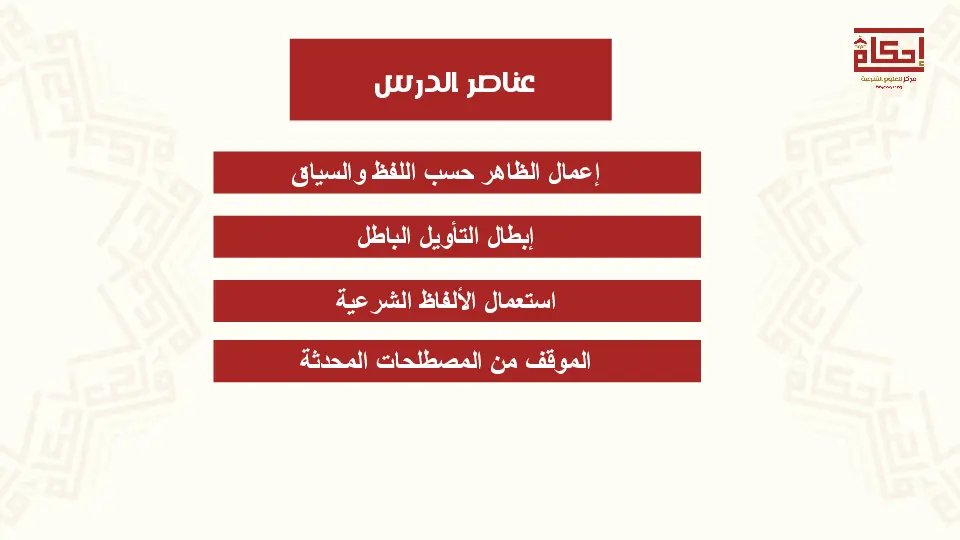 إحكام
مركز للعلوم الشرعية
عناصر الدرس
إعمال الظاهر حسب اللفظ والسياق
إبطال التأويل الباطل
استعمال الألفاظ الشرعية
الموقف من المصطلحات المحدثة